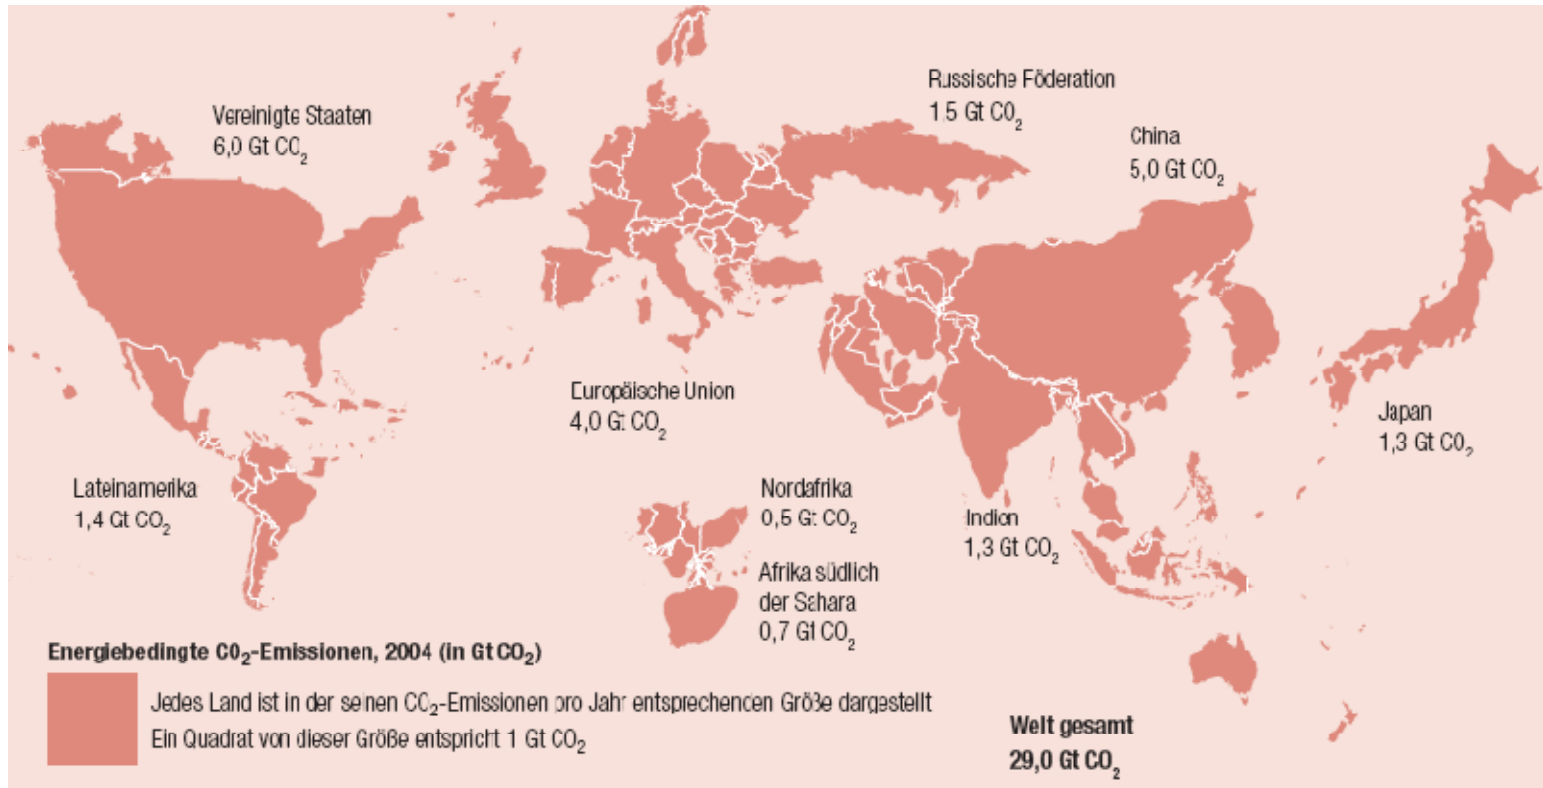 Vereinigte Staaten
6,0 Gt CO₂
Russische Föderation
1,5 Gt CO₂
China
5,0 Gt CO₂
Europäische Union
4,0 Gt CO₂
Japan
1,3 Gt CO₂
Lateinamerika
1,4 Gt CO₂
Nordafrika
0,5 Gt CO₂
Indien
1,3 Gt CO₂
Afrika südlich
der Sahara
0,7 Gt CO₂
Energiebedingte CO₂-Emissionen, 2004 (in Gt CO₂)
Jedes Land ist in der seinen CO₂-Emissionen pro Jahr entsprechenden Größe dargestellt
Ein Quadrat von dieser Größe entspricht 1 Gt CO₂
Welt gesamt
29,0 Gt CO₂